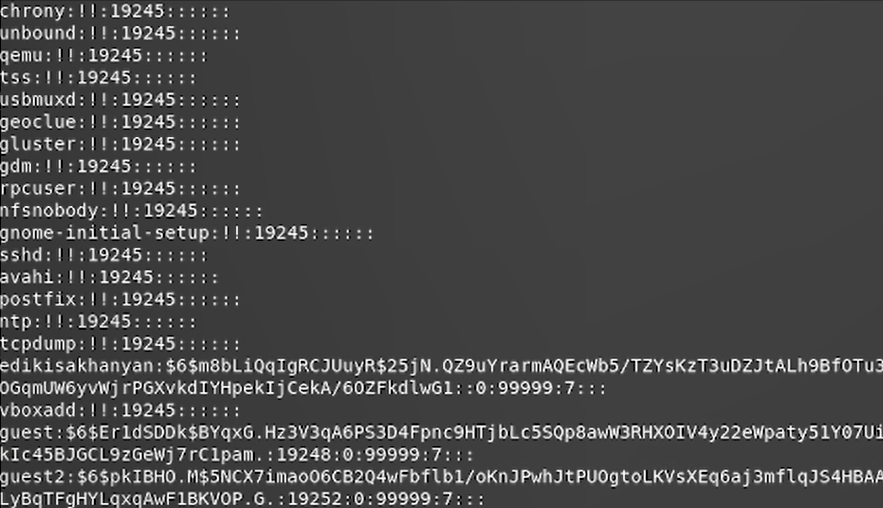 chrony:!!:19245::::::
unbound:!!:19245::::::
qemu:!!:19245::::::
tss:!!:19245::::::
usbmuxd:!!:19245::::::
geoclue:!!:19245::::::
gluster:!!:19245::::::
gdm:!!:19245::::::
rpcuser:!!:19245::::::
nfsnobody:!!:19245::::::
gnome-initial-setup:!!:19245::::::
sshd:!!:19245::::::
avahi:!!:19245::::::
postfix:!!:19245::::::
ntp:!!:19245::::::
tcpdump:!!:19245::::::
edikisakhanyan:$6$m8bLiQqIgRCJUuyR$25jN.QZ9uYrarmAQEcWb5/TZYsKzT3uDZJtALh9BfOTu3
OGqmUW6yvWjrPGXvkdIYHpekIjCekA/6OZFkdlwG1::0:99999:7:::
vboxadd:!!:19245::::::
guest:$6$Er1dSDDk$BYqxG.Hz3V3qA6PS3D4Fpnc9HTjbLc5SQp8awW3RHXOIV4y22eWpaty51Y07Ui
kIc45BJGCL9zGeWj7rC1pam.:19248:0:99999:7:::
guest2:$6$pkIBHO.M$5NCX7imaoO6CB2Q4wFbflb1/oKnJPwhJtPUOgtoLKVsXEq6aj3mflqJS4HBAA
LyBqTFgHYLqxqAwF1BKVOP.G.:19252:0:99999:7:::